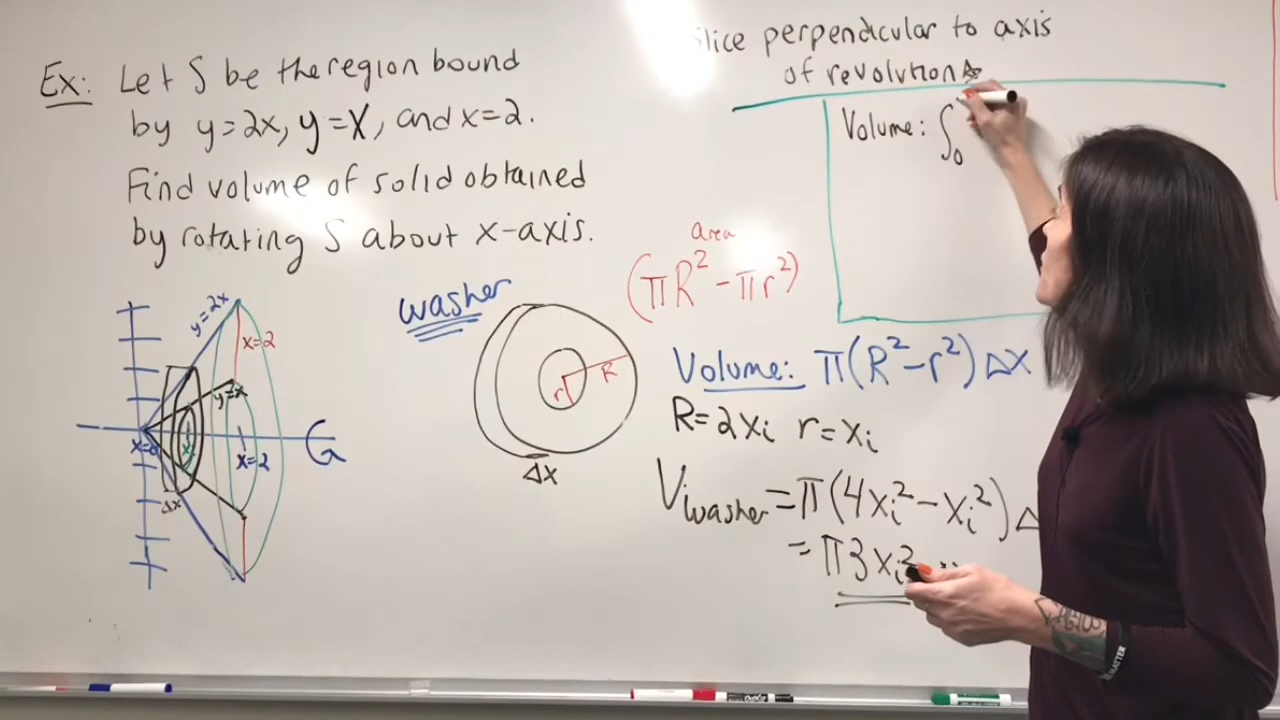 Ex: Let S be the region bound
by y=2x, y=x, and x=2.
Find volume of solid obtained
by rotating S about x-axis.
slice perpendicular to axis
of revolution
Volume: ∫₀
area
(πR² - πr²)
washer
Volume: π(R²-r²)Δx
R=2xᵢ r=xᵢ
V washer = π(4xᵢ² - xᵢ²)Δ
= π3xᵢ²
y=2x
x=2
y=x
x
x=2
Δx
r
R
Δx
MATTER